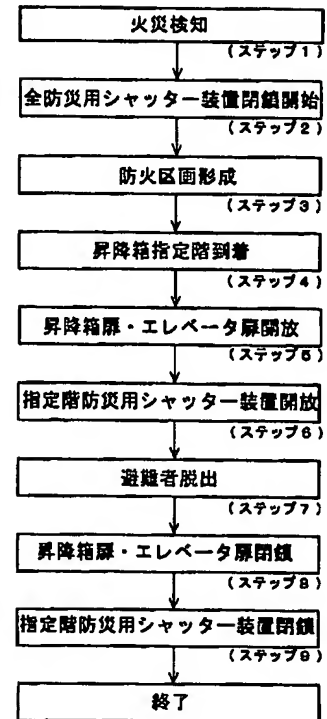 火災検知
(ステップ1)
全防災用シャッター装置閉鎖開始
(ステップ2)
防火区画形成
(ステップ3)
昇降箱指定階到着
(ステップ4)
昇降箱扉・エレベータ扉開放
(ステップ5)
指定階防災用シャッター装置開放
(ステップ6)
避難者脱出
(ステップ7)
昇降箱扉・エレベータ扉閉鎖
(ステップ8)
指定階防災用シャッター装置閉鎖
(ステップ9)
終了